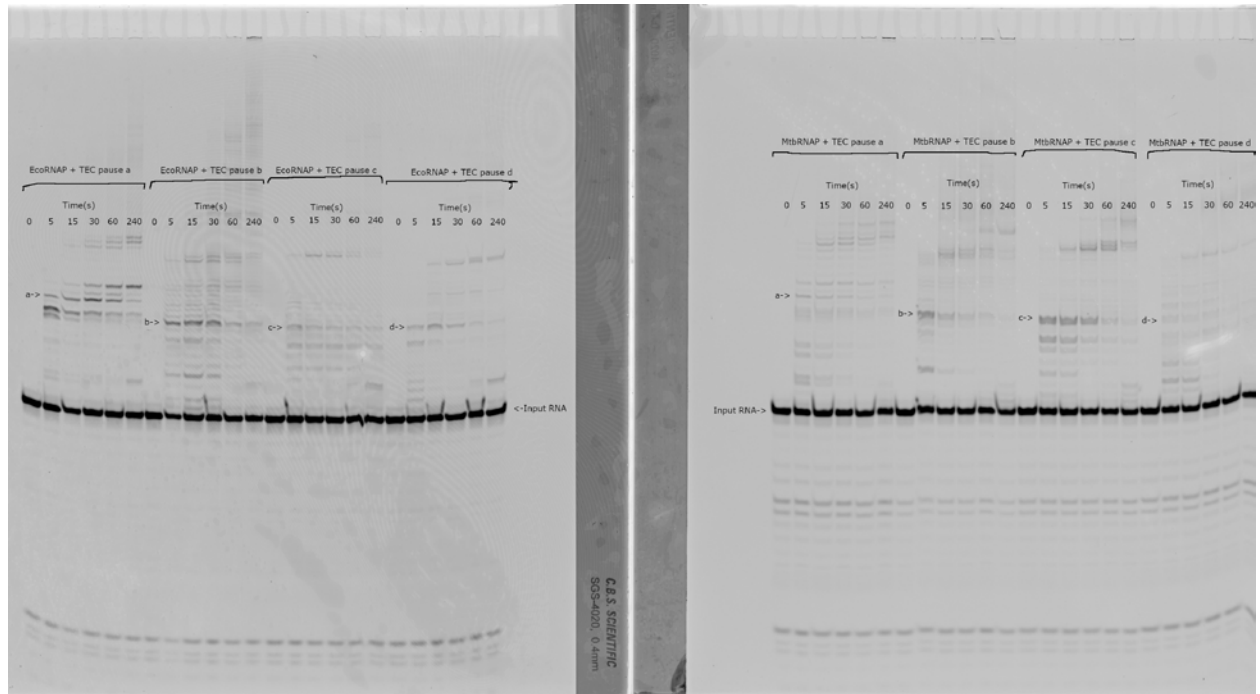 EcoRNAP + TEC pause a
EcoRNAP + TEC pause b
EcoRNAP + TEC pause c
EcoRNAP + TEC pause d
Time(s)
Time(s)
Time(s)
Time(s)
0 5 15 30 60 240 0 5 15 30 60 240 0 5 15 30 60 240 0 5 15 30 60 240
a->
b->
c->
d->
<-Input RNA
C.B.S. SCIENTIFIC
SGS-4020, 0.4mm
MtbRNAP + TEC pause a
MtbRNAP + TEC pause b
MtbRNAP + TEC pause c
MtbRNAP + TEC pause d
Time(s)
Time(s)
Time(s)
Time(s)
0 5 15 30 60 240 0 5 15 30 60 240 0 5 15 30 60 240 0 5 15 30 60 240
a->
b->
c->
d->
Input RNA->